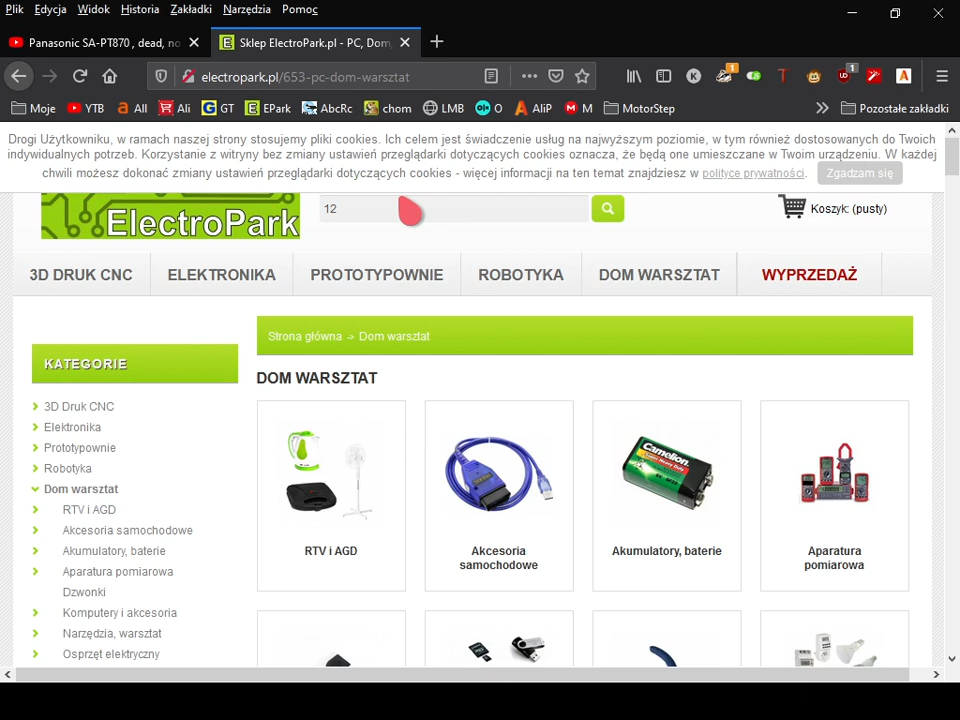 Plik Edycja Widok Historia Zakładki Narzędzia Pomoc
Panasonic SA-PT870 , dead, no
Sklep ElectroPark.pl - PC, Dom,
electropark.pl/653-pc-dom-warsztat
Moje YTB All Ali GT EPark AbcRc chom LMB O AliP M MotorStep Pozostałe zakładki
Drogi Użytkowniku, w ramach naszej strony stosujemy pliki cookies. Ich celem jest świadczenie usług na najwyższym poziomie, w tym również dostosowanych do Twoich
indywidualnych potrzeb. Korzystanie z witryny bez zmiany ustawień przeglądarki dotyczących cookies oznacza, że będą one umieszczane w Twoim urządzeniu. W każdej
chwili możesz dokonać zmiany ustawień przeglądarki dotyczących cookies - więcej informacji na ten temat znajdziesz w polityce prywatności. Zgadzam się
ElectroPark
12
Koszyk: (pusty)
3D DRUK CNC ELEKTRONIKA PROTOTYPOWNIE ROBOTYKA DOM WARSZTAT WYPRZEDAŻ
Strona główna -> Dom warsztat
KATEGORIE
3D Druk CNC
Elektronika
Prototypownie
Robotyka
Dom warsztat
RTV i AGD
Akcesoria samochodowe
Akumulatory, baterie
Aparatura pomiarowa
Dzwonki
Komputery i akcesoria
Narzędzia, warsztat
Osprzęt elektryczny
DOM WARSZTAT
Camelion
RTV i AGD
Akcesoria
samochodowe
Akumulatory, baterie
Aparatura
pomiarowa